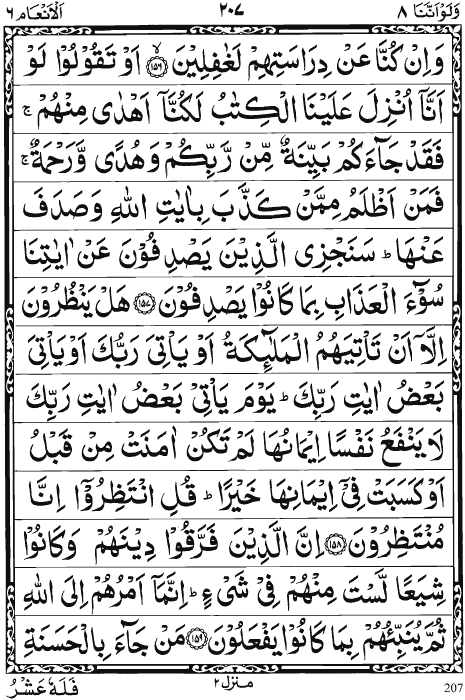 وَلَوْاَنَّنَا ٨ ٢٠٧ اَلْاَنْعَام ٦
وَاِنْ كُنَّا عَنْ دِرَاسَتِهِمْ لَغٰفِلِيْنَ ﴿١٥٦﴾ اَوْ تَقُوْلُوْا لَوْ
اَنَّاۤ اُنْزِلَ عَلَيْنَا الْكِتٰبُ لَكُنَّاۤ اَهْدٰى مِنْهُمْ ۚ
فَقَدْ جَآءَكُمْ بَيِّنَةٌ مِّنْ رَّبِّكُمْ وَهُدًى وَّرَحْمَةٌ ۚ
فَمَنْ اَظْلَمُ مِمَّنْ كَذَّبَ بِاٰيٰتِ اللّٰهِ وَصَدَفَ
عَنْهَا ؕ سَنَجْزِى الَّذِيْنَ يَصْدِفُوْنَ عَنْ اٰيٰتِنَا
سُوْٓءَ الْعَذَابِ بِمَا كَانُوْا يَصْدِفُوْنَ ﴿١٥٧﴾ هَلْ يَنْظُرُوْنَ
اِلَّاۤ اَنْ تَاْتِيَهُمُ الْمَلٰٓئِكَةُ اَوْ يَاْتِىَ رَبُّكَ اَوْ يَاْتِىَ
بَعْضُ اٰيٰتِ رَبِّكَ ؕ يَوْمَ يَاْتِىْ بَعْضُ اٰيٰتِ رَبِّكَ
لَا يَنْفَعُ نَفْسًا اِيْمَانُهَا لَمْ تَكُنْ اٰمَنَتْ مِنْ قَبْلُ
اَوْ كَسَبَتْ فِىْۤ اِيْمَانِهَا خَيْرًا ؕ قُلِ انْتَظِرُوْۤا اِنَّا
مُنْتَظِرُوْنَ ﴿١٥٨﴾ اِنَّ الَّذِيْنَ فَرَّقُوْا دِيْنَهُمْ وَكَانُوْا
شِيَعًا لَّسْتَ مِنْهُمْ فِىْ شَىْءٍ ؕ اِنَّمَاۤ اَمْرُهُمْ اِلَى اللّٰهِ
ثُمَّ يُنَبِّئُهُمْ بِمَا كَانُوْا يَفْعَلُوْنَ ﴿١٥٩﴾ مَنْ جَآءَ بِالْحَسَنَةِ
فَلَهٗ عَشْرُ منزل ٢ 207